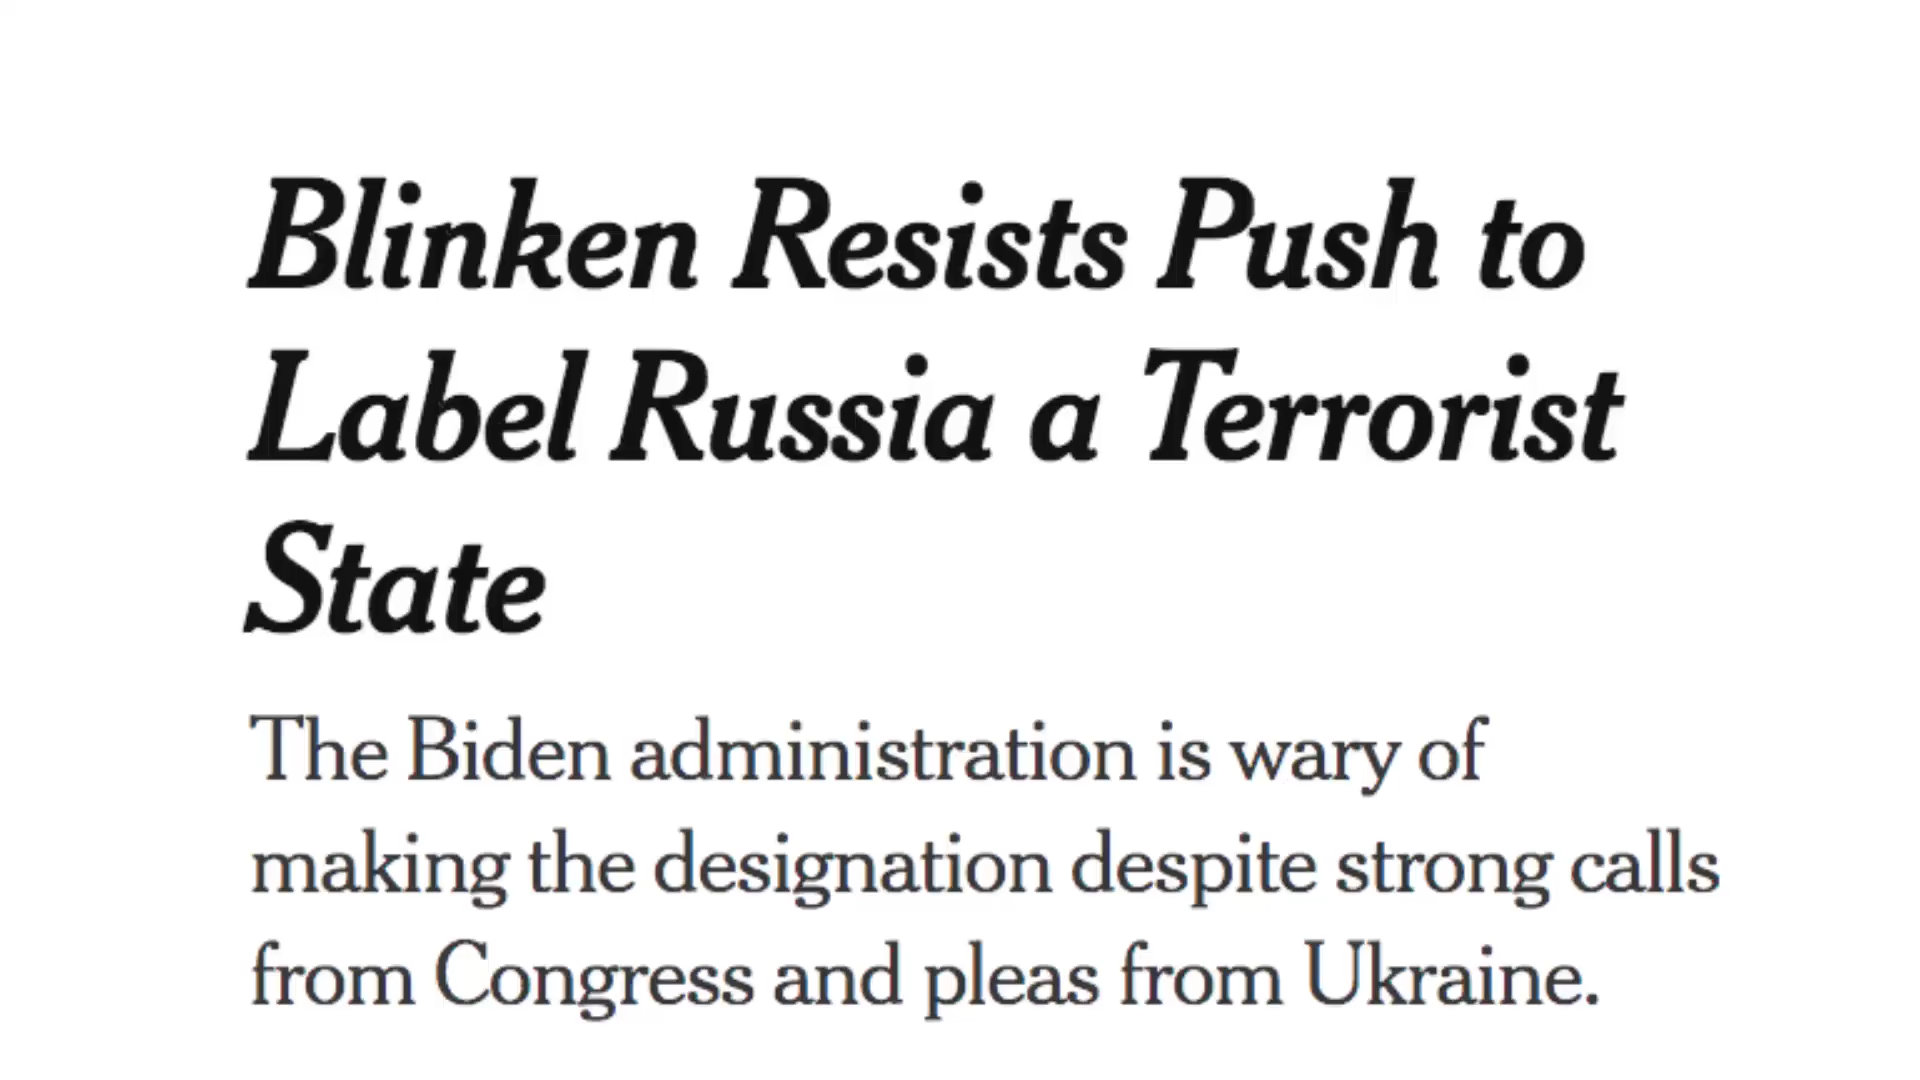 Blinken Resists Push to
Label Russia a Terrorist
State
The Biden administration is wary of
making the designation despite strong calls
from Congress and pleas from Ukraine.